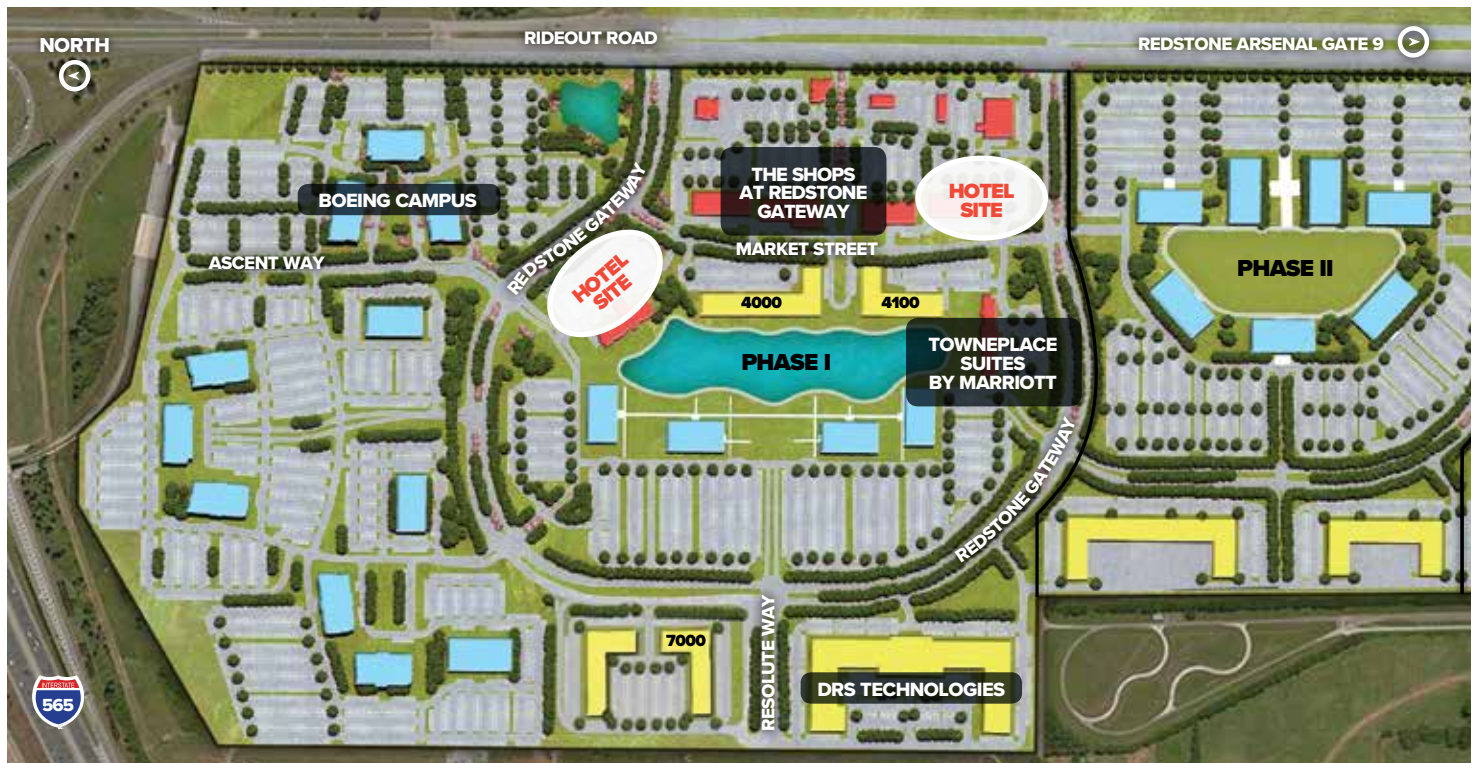 NORTH
RIDEOUT ROAD
REDSTONE ARSENAL GATE 9
BOEING CAMPUS
THE SHOPS
AT REDSTONE
GATEWAY
HOTEL
SITE
REDSTONE GATEWAY
MARKET STREET
ASCENT WAY
HOTEL
SITE
PHASE II
4000
4100
PHASE I
TOWNEPLACE
SUITES
BY MARRIOTT
REDSTONE GATEWAY
RESOLUTE WAY
7000
DRS TECHNOLOGIES
INTERSTATE
565